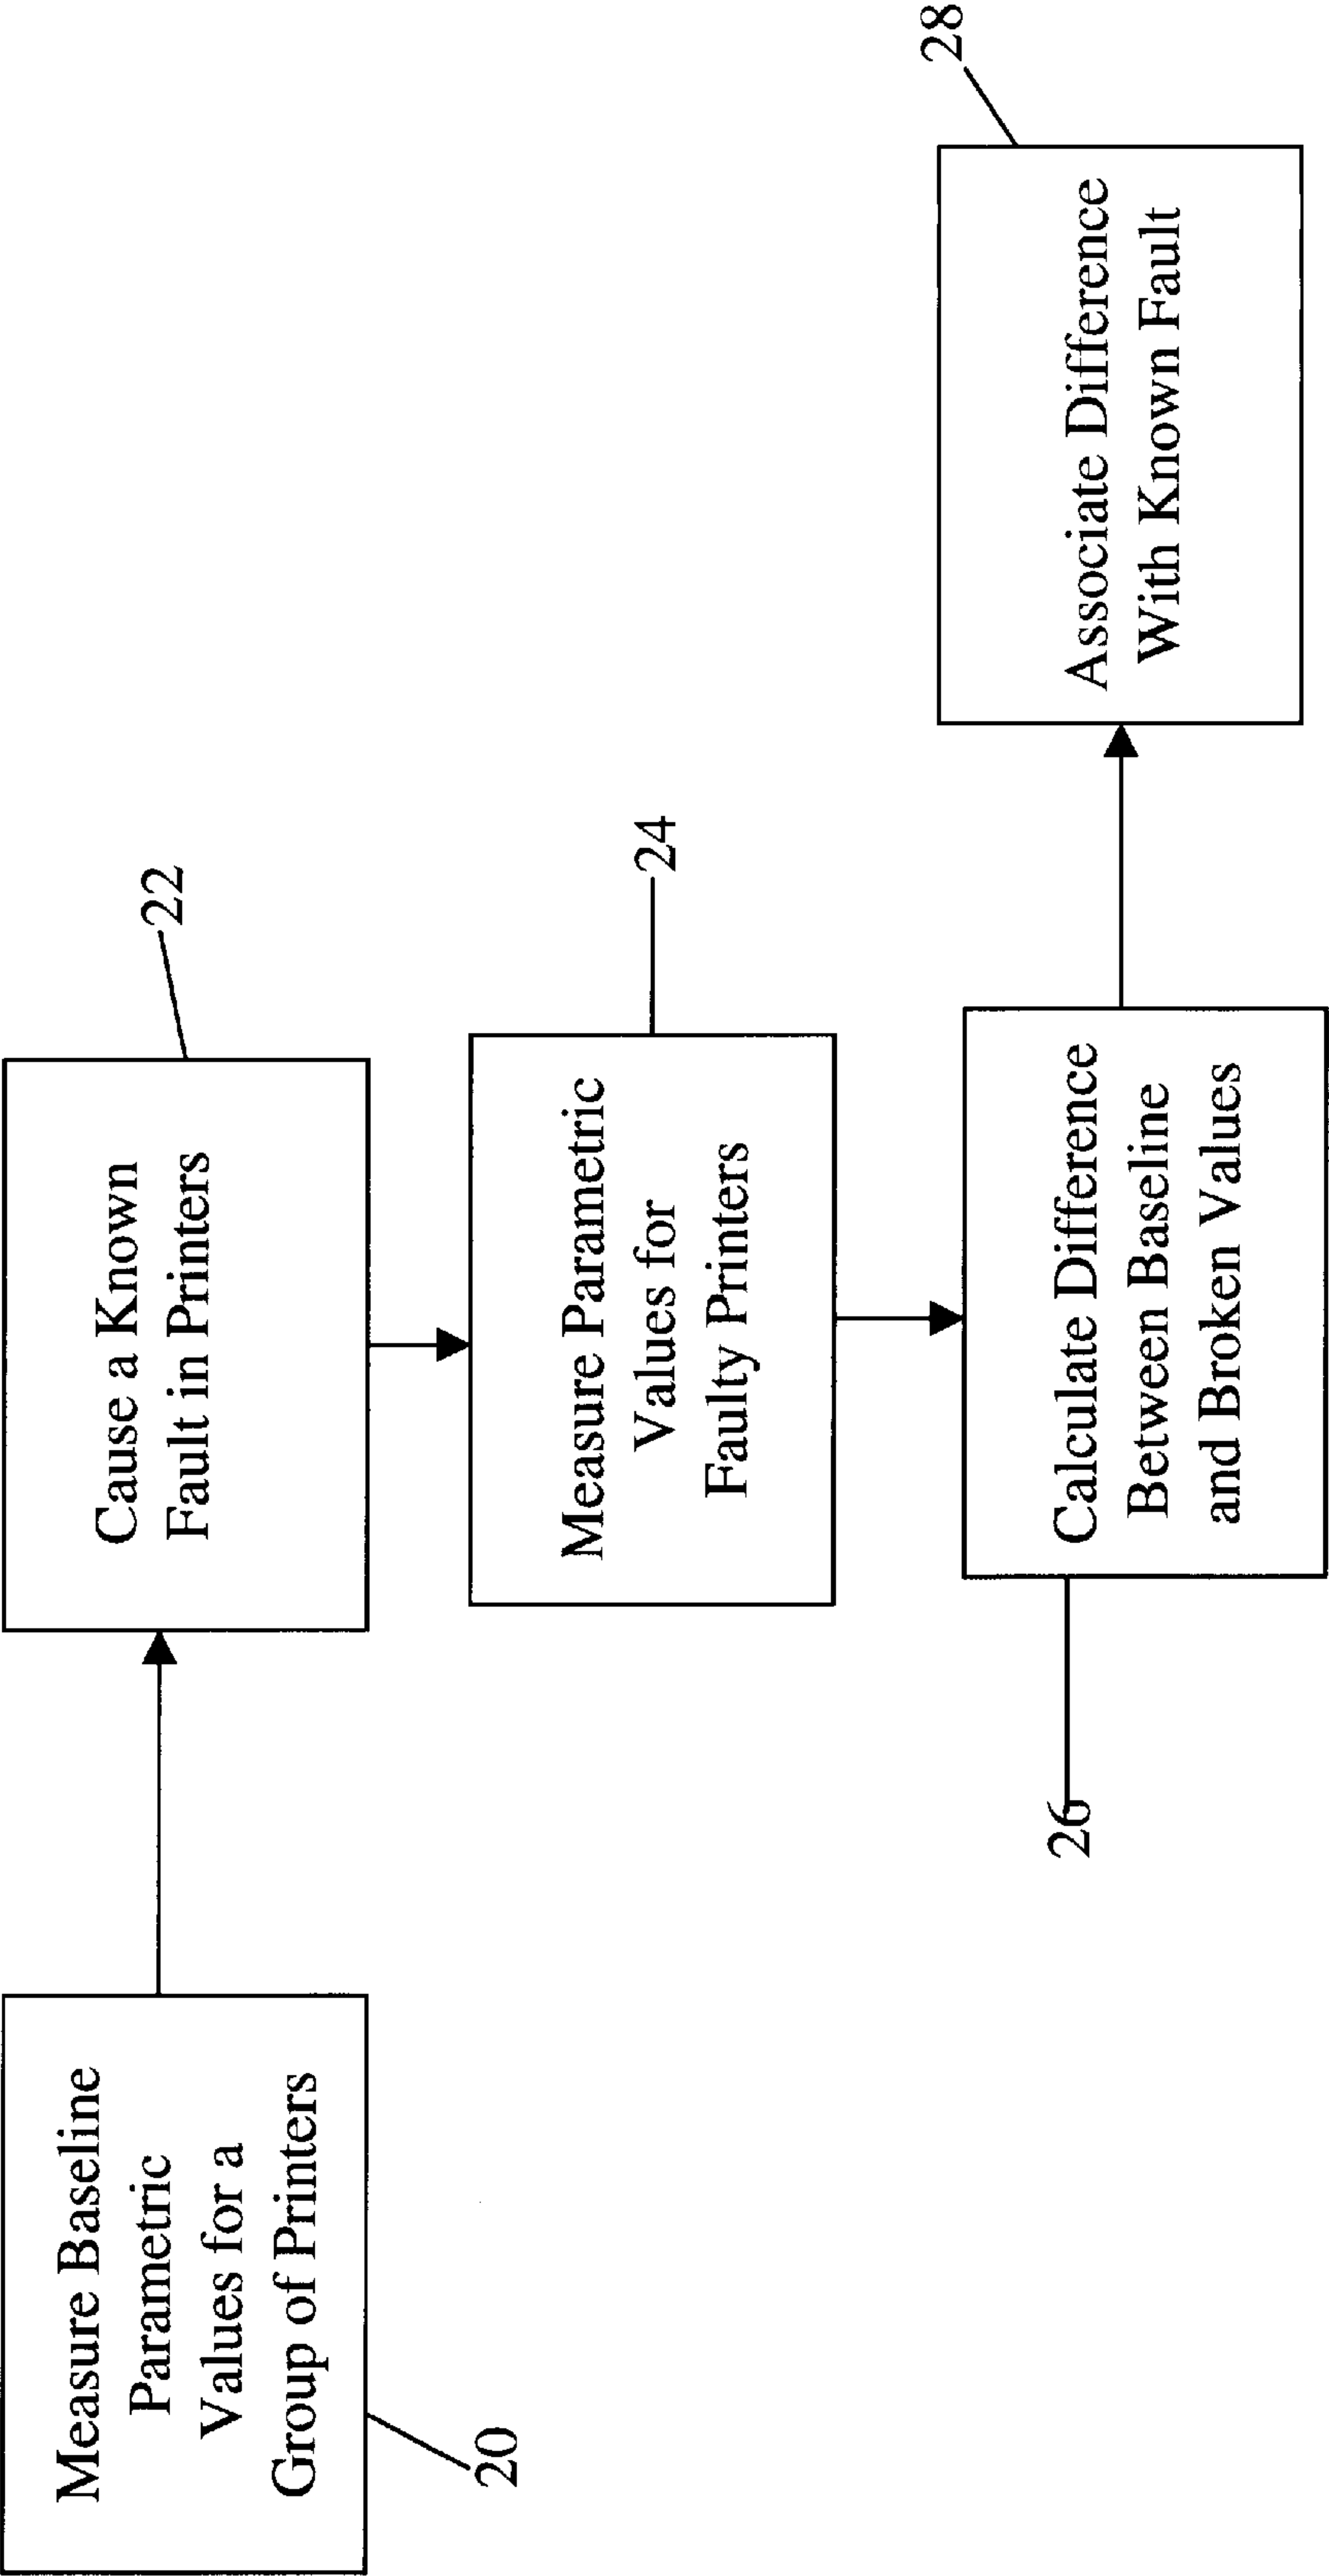 Measure Baseline
Parametric
Values for a
Group of Printers
20
Cause a Known
Fault in Printers
22
Measure Parametric
Values for
Faulty Printers
24
Calculate Difference
Between Baseline
and Broken Values
26
Associate Difference
With Known Fault
28